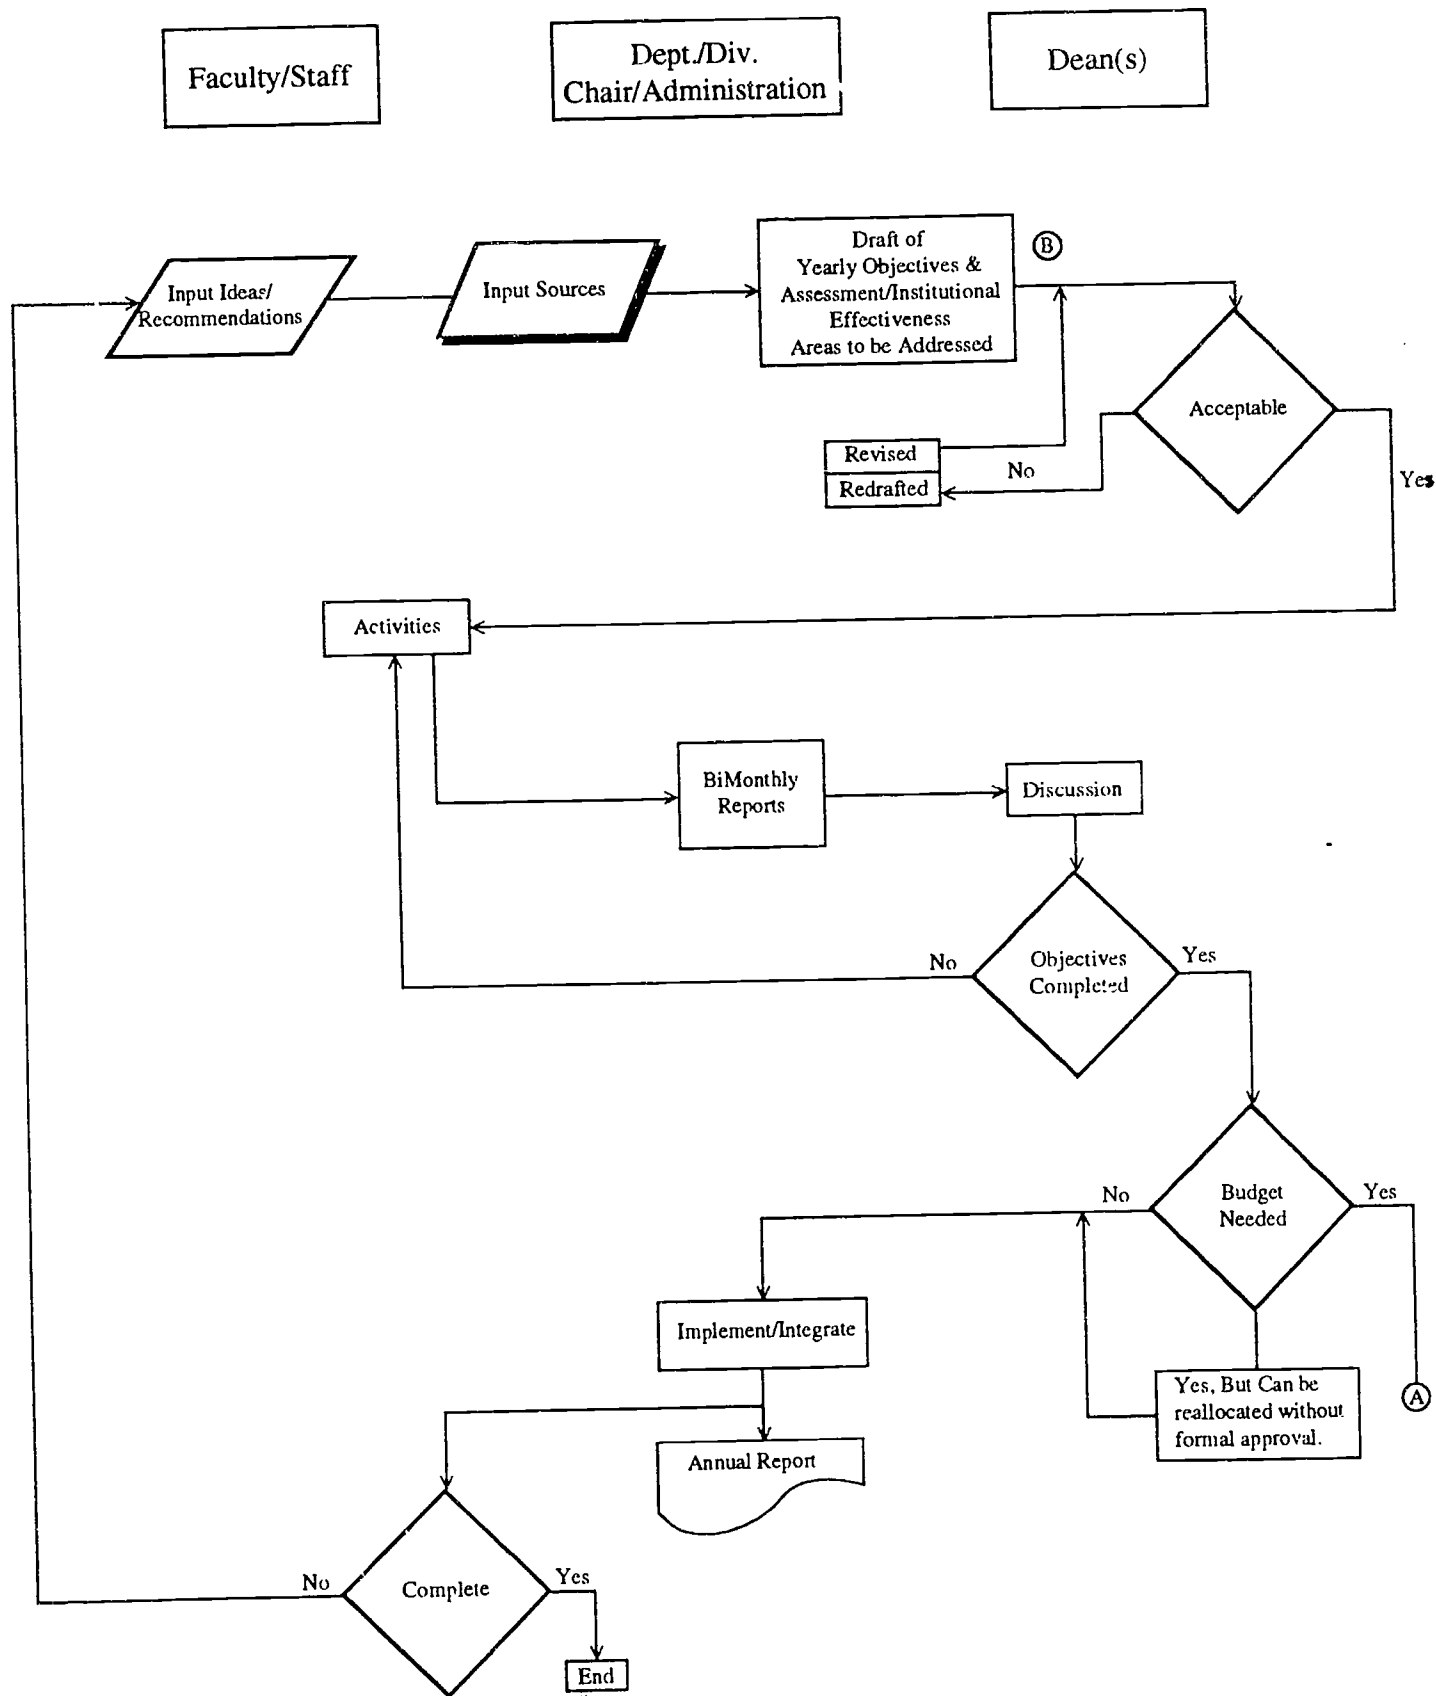 Faculty/Staff
Dept./Div.
Chair/Administration
Dean(s)
Input Ideas/
Recommendations
Input Sources
Draft of
Yearly Objectives &
Assessment/Institutional
Effectiveness
Areas to be Addressed
B
Acceptable
Revised
Redrafted
No
Yes
Activities
BiMonthly
Reports
Discussion
No
Objectives
Completed
Yes
No
Budget
Needed
Yes
Implement/Integrate
Yes, But Can be
reallocated without
formal approval.
A
Annual Report
No
Complete
Yes
End